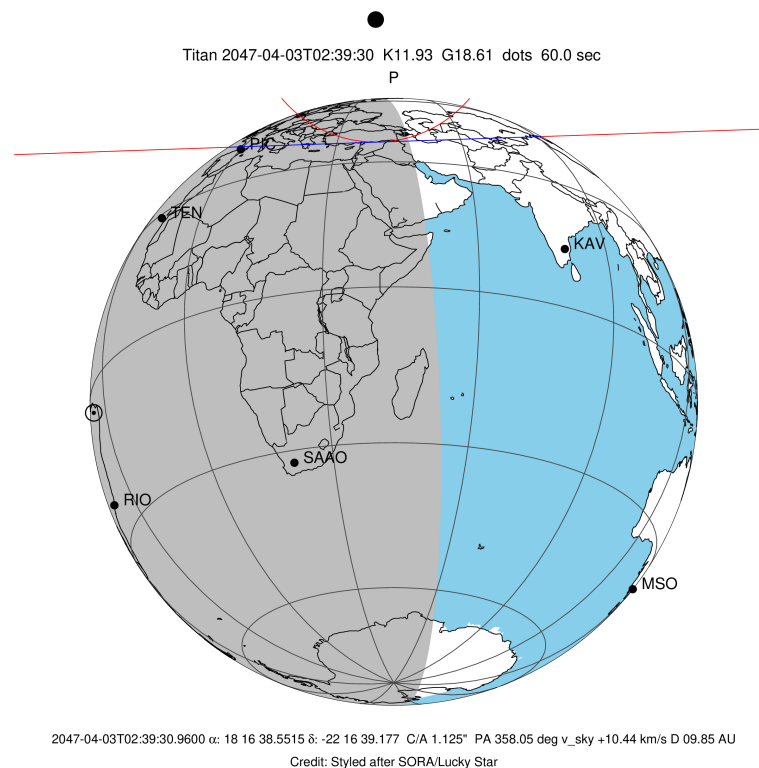 Titan 2047-04-03T02:39:30 K11.93 G18.61 dots 60.0 sec
P
PIC
TEN
KAV
SAAO
RIO
MSO
2047-04-03T02:39:30.9600 α: 18 16 38.5515 δ: -22 16 39.177 C/A 1.125" PA 358.05 deg v_sky +10.44 km/s D 09.85 AU
Credit: Styled after SORA/Lucky Star